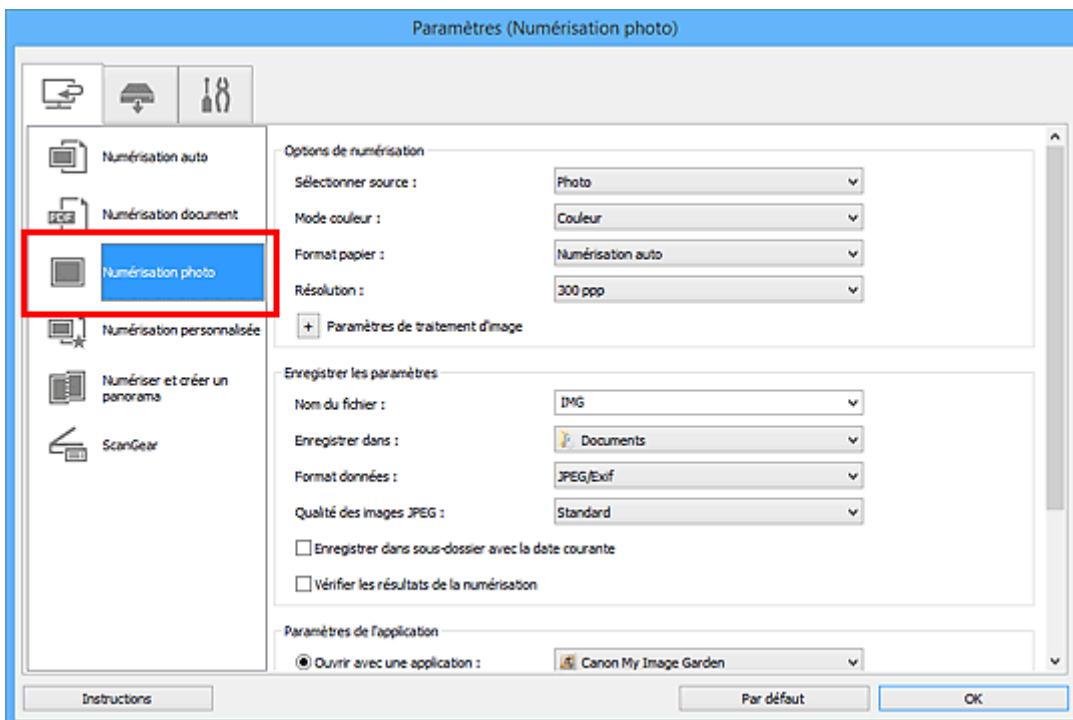 Paramètres (Numérisation photo)
Numérisation auto
PDF
Numérisation document
Numérisation photo
Numérisation personnalisée
Numériser et créer un
panorama
ScanGear
Options de numérisation
Sélectionner source : Photo
Mode couleur : Couleur
Format papier : Numérisation auto
Résolution : 300 ppp
+ Paramètres de traitement d'image
Enregistrer les paramètres
Nom du fichier : IMG
Enregistrer dans : Documents
Format données : JPEG/Exif
Qualité des images JPEG : Standard
Enregistrer dans sous-dossier avec la date courante
Vérifier les résultats de la numérisation
Paramètres de l'application
Ouvrir avec une application : Canon My Image Garden
Instructions Par défaut OK